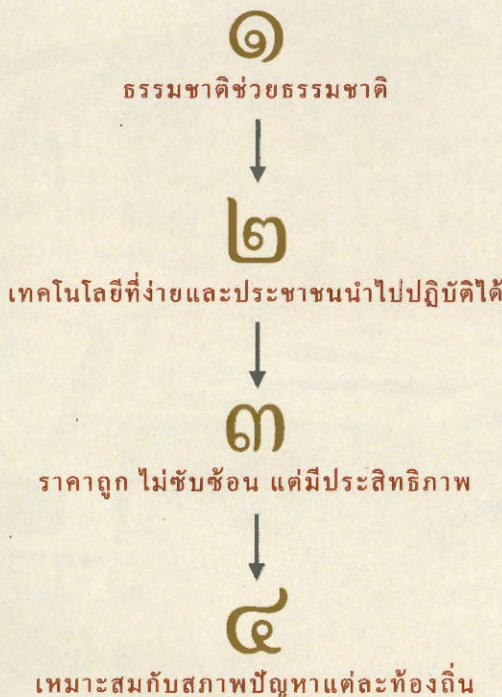 ๑
ธรรมชาติช่วยธรรมชาติ
๒
เทคโนโลยีที่ง่ายและประชาชนนำไปปฏิบัติได้
๓
ราคาถูก ไม่ซับซ้อน แต่มีประสิทธิภาพ
๔
เหมาะสมกับสภาพปัญหาแต่ละท้องถิ่น